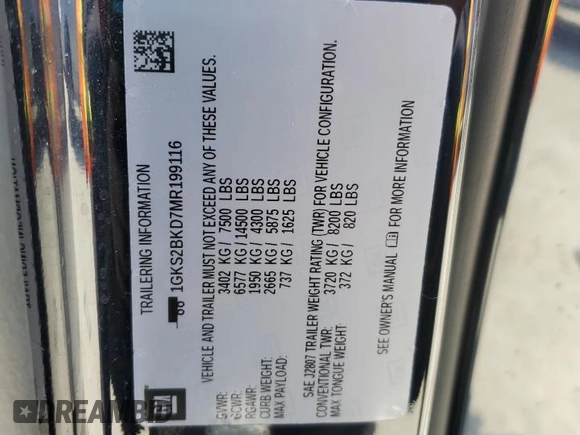 TRAILERING INFORMATION
1GKS2BKD7MR199116
VEHICLE AND TRAILER MUST NOT EXCEED ANY OF THESE VALUES.
GVWR: 3402 KG / 7500 LBS
GCWR: 6577 KG / 14500 LBS
RGAWR: 1950 KG / 4300 LBS
CURB WEIGHT: 2665 KG / 5875 LBS
MAX PAYLOAD: 737 KG / 1625 LBS
SAE J2807 TRAILER WEIGHT RATING (TWR) FOR VEHICLE CONFIGURATION.
CONVENTIONAL TWR: 3720 KG / 8200 LBS
MAX TONGUE WEIGHT: 372 KG / 820 LBS
SEE OWNER'S MANUAL FOR MORE INFORMATION
GM
DREAMBID